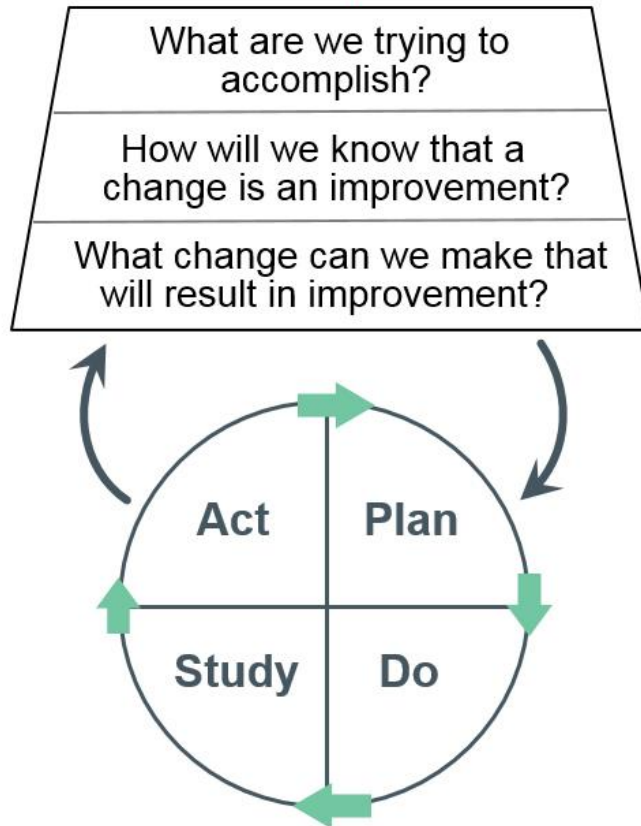 What are we trying to
accomplish?
How will we know that a
change is an improvement?
What change can we make that
will result in improvement?
Act
Plan
Study
Do